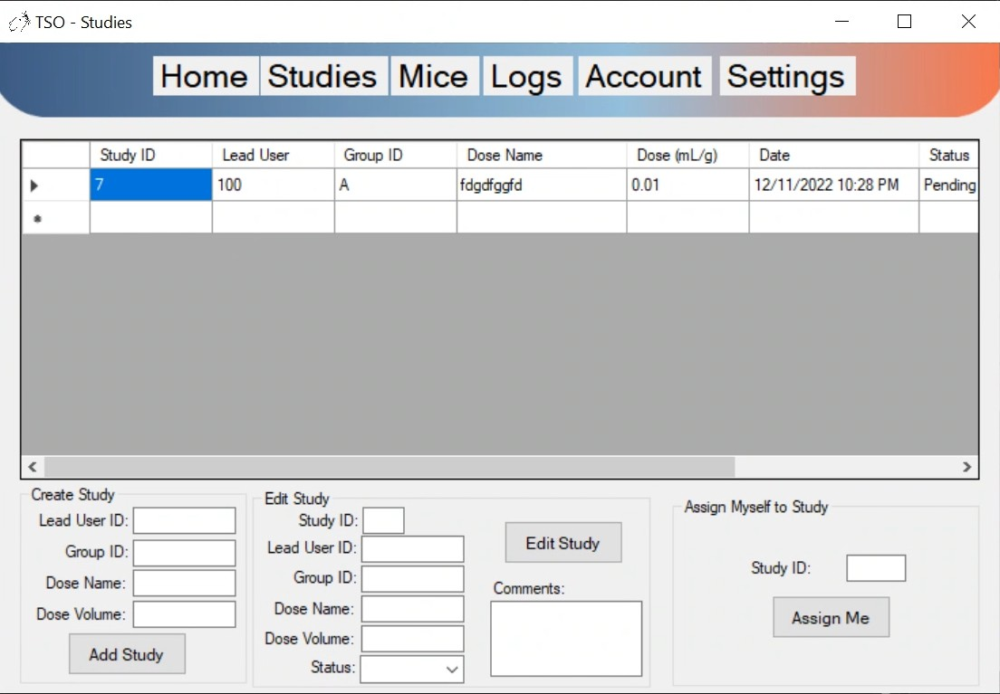 TSO - Studies
Home Studies Mice Logs Account Settings
Study ID Lead User Group ID Dose Name Dose (mL/g) Date Status
7 100 A fdgdfggfd 0.01 12/11/2022 10:28 PM Pending
Create Study
Lead User ID:
Group ID:
Dose Name:
Dose Volume:
Add Study
Edit Study
Study ID:
Lead User ID:
Group ID:
Dose Name:
Dose Volume:
Status:
Edit Study
Comments:
Assign Myself to Study
Study ID:
Assign Me